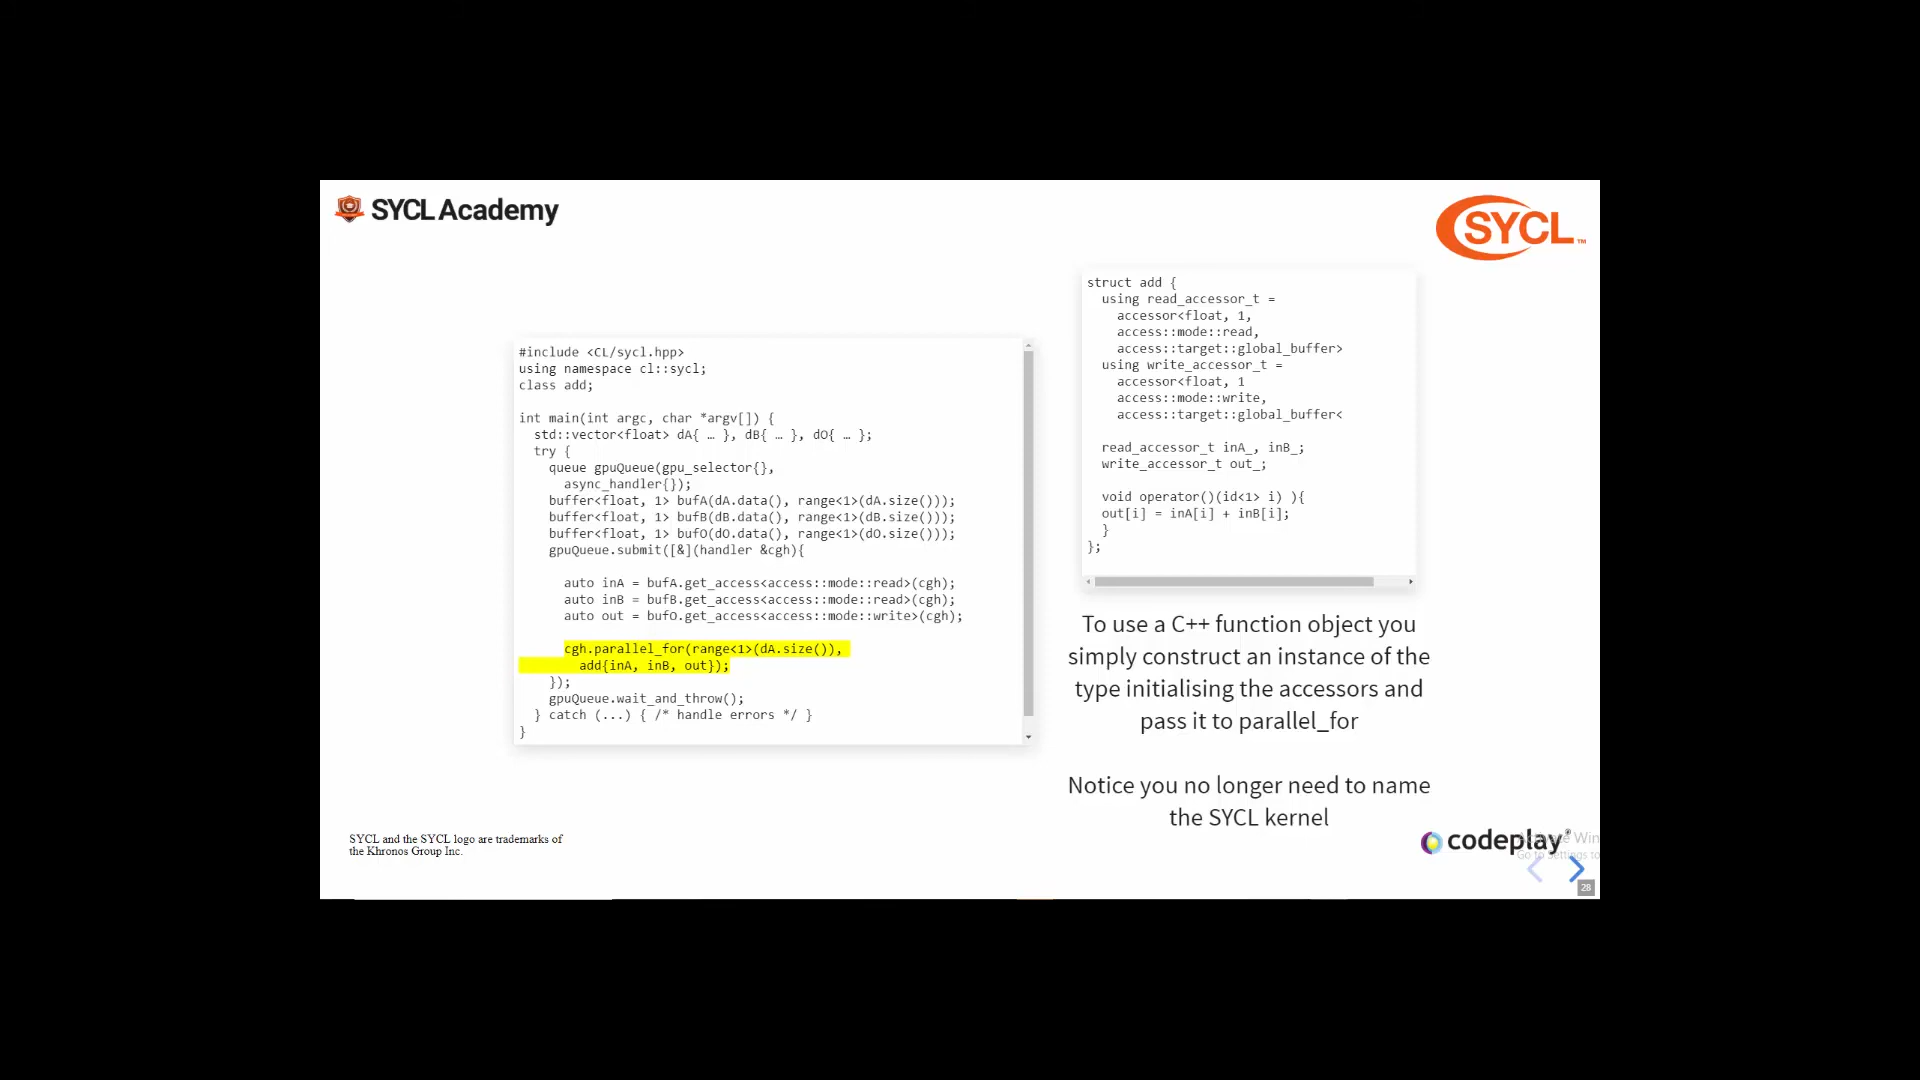 SYCL Academy
SYCL™
#include <CL/sycl.hpp>
using namespace cl::sycl;
class add;
int main(int argc, char *argv[]) {
std::vector<float> dA{ … }, dB{ … }, dO{ … };
try {
queue gpuQueue(gpu_selector{},
async_handler{});
buffer<float, 1> bufA(dA.data(), range<1>(dA.size()));
buffer<float, 1> bufB(dB.data(), range<1>(dB.size()));
buffer<float, 1> bufO(dO.data(), range<1>(dO.size()));
gpuQueue.submit([&](handler &cgh){
auto inA = bufA.get_access<access::mode::read>(cgh);
auto inB = bufB.get_access<access::mode::read>(cgh);
auto out = bufO.get_access<access::mode::write>(cgh);
cgh.parallel_for(range<1>(dA.size()),
add{inA, inB, out});
});
gpuQueue.wait_and_throw();
} catch (...) { /* handle errors */ }
}
struct add {
using read_accessor_t =
accessor<float, 1,
access::mode::read,
access::target::global_buffer>
using write_accessor_t =
accessor<float, 1
access::mode::write,
access::target::global_buffer<
read_accessor_t inA_, inB_;
write_accessor_t out_;
void operator()(id<1> i) ){
out[i] = inA[i] + inB[i];
}
};
To use a C++ function object you
simply construct an instance of the
type initialising the accessors and
pass it to parallel_for
Notice you no longer need to name
the SYCL kernel
SYCL and the SYCL logo are trademarks of
the Khronos Group Inc.
codeplay®
Activate Win
Go to Settings to
28